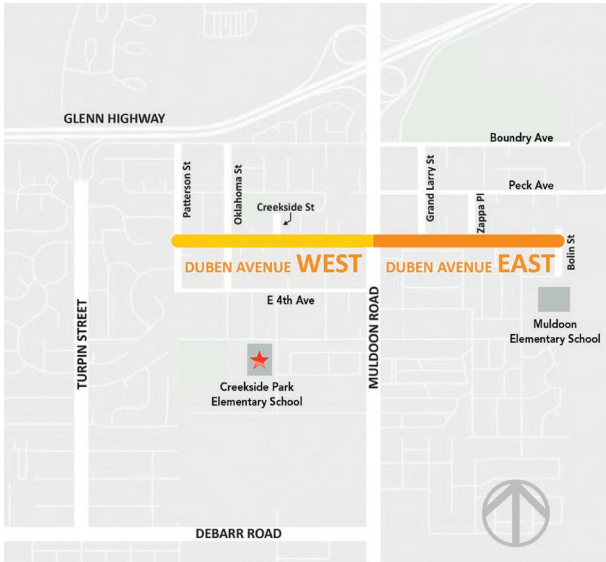 GLENN HIGHWAY
Boundry Ave
Patterson St
Oklahoma St
Grand Larry St
Peck Ave
Creekside St
Zappa Pl
Bolin St
DUBEN AVENUE WEST
DUBEN AVENUE EAST
E 4th Ave
TURPIN STREET
MULDOON ROAD
Muldoon
Elementary School
Creekside Park
Elementary School
DEBARR ROAD